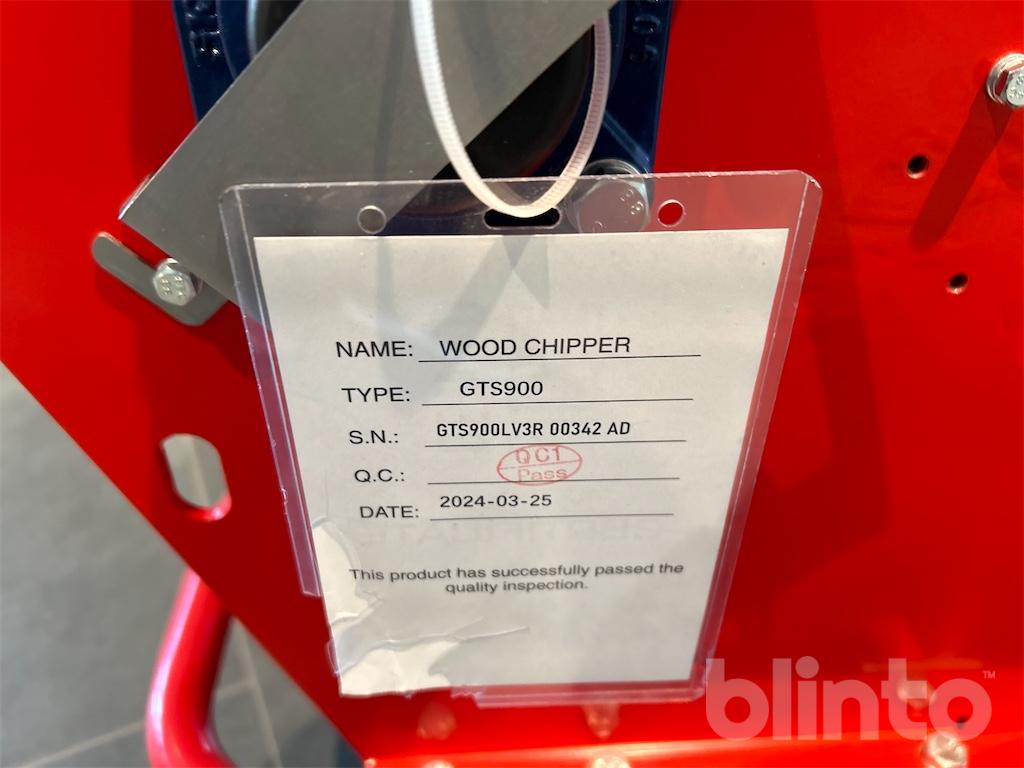 NAME: WOOD CHIPPER
TYPE: GTS900
S.N.: GTS900LV3R 00342 AD
Q.C.: QC1 Pass
DATE: 2024-03-25
This product has successfully passed the
quality inspection.
blinto™